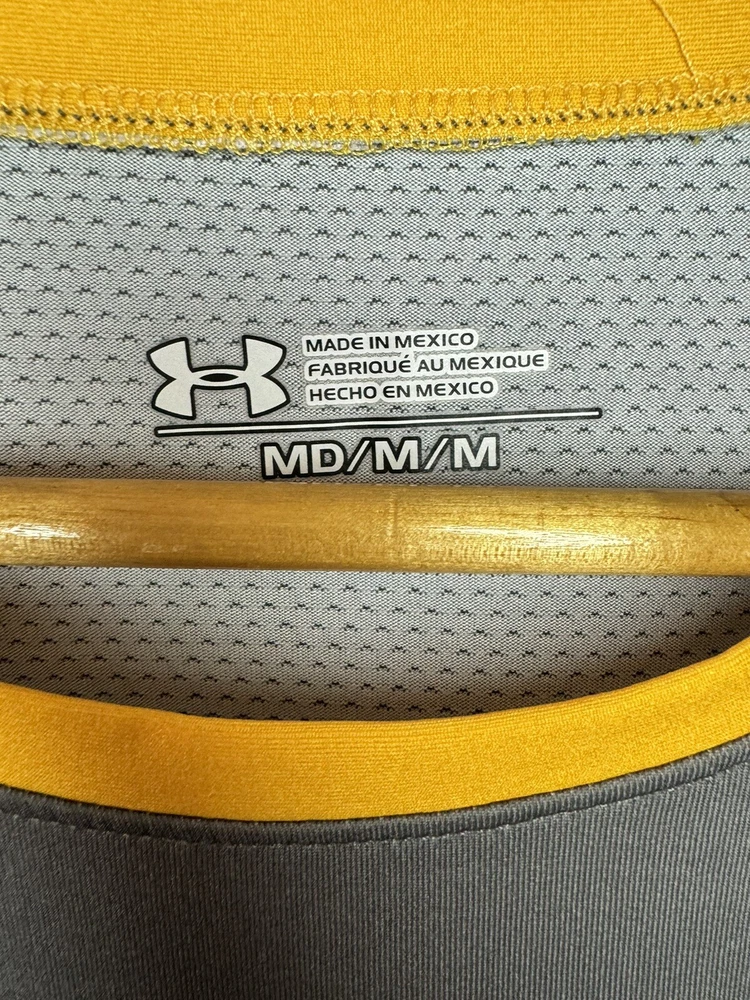 MADE IN MEXICO
FABRIQUÉ AU MEXIQUE
HECHO EN MEXICO
MD/M/M